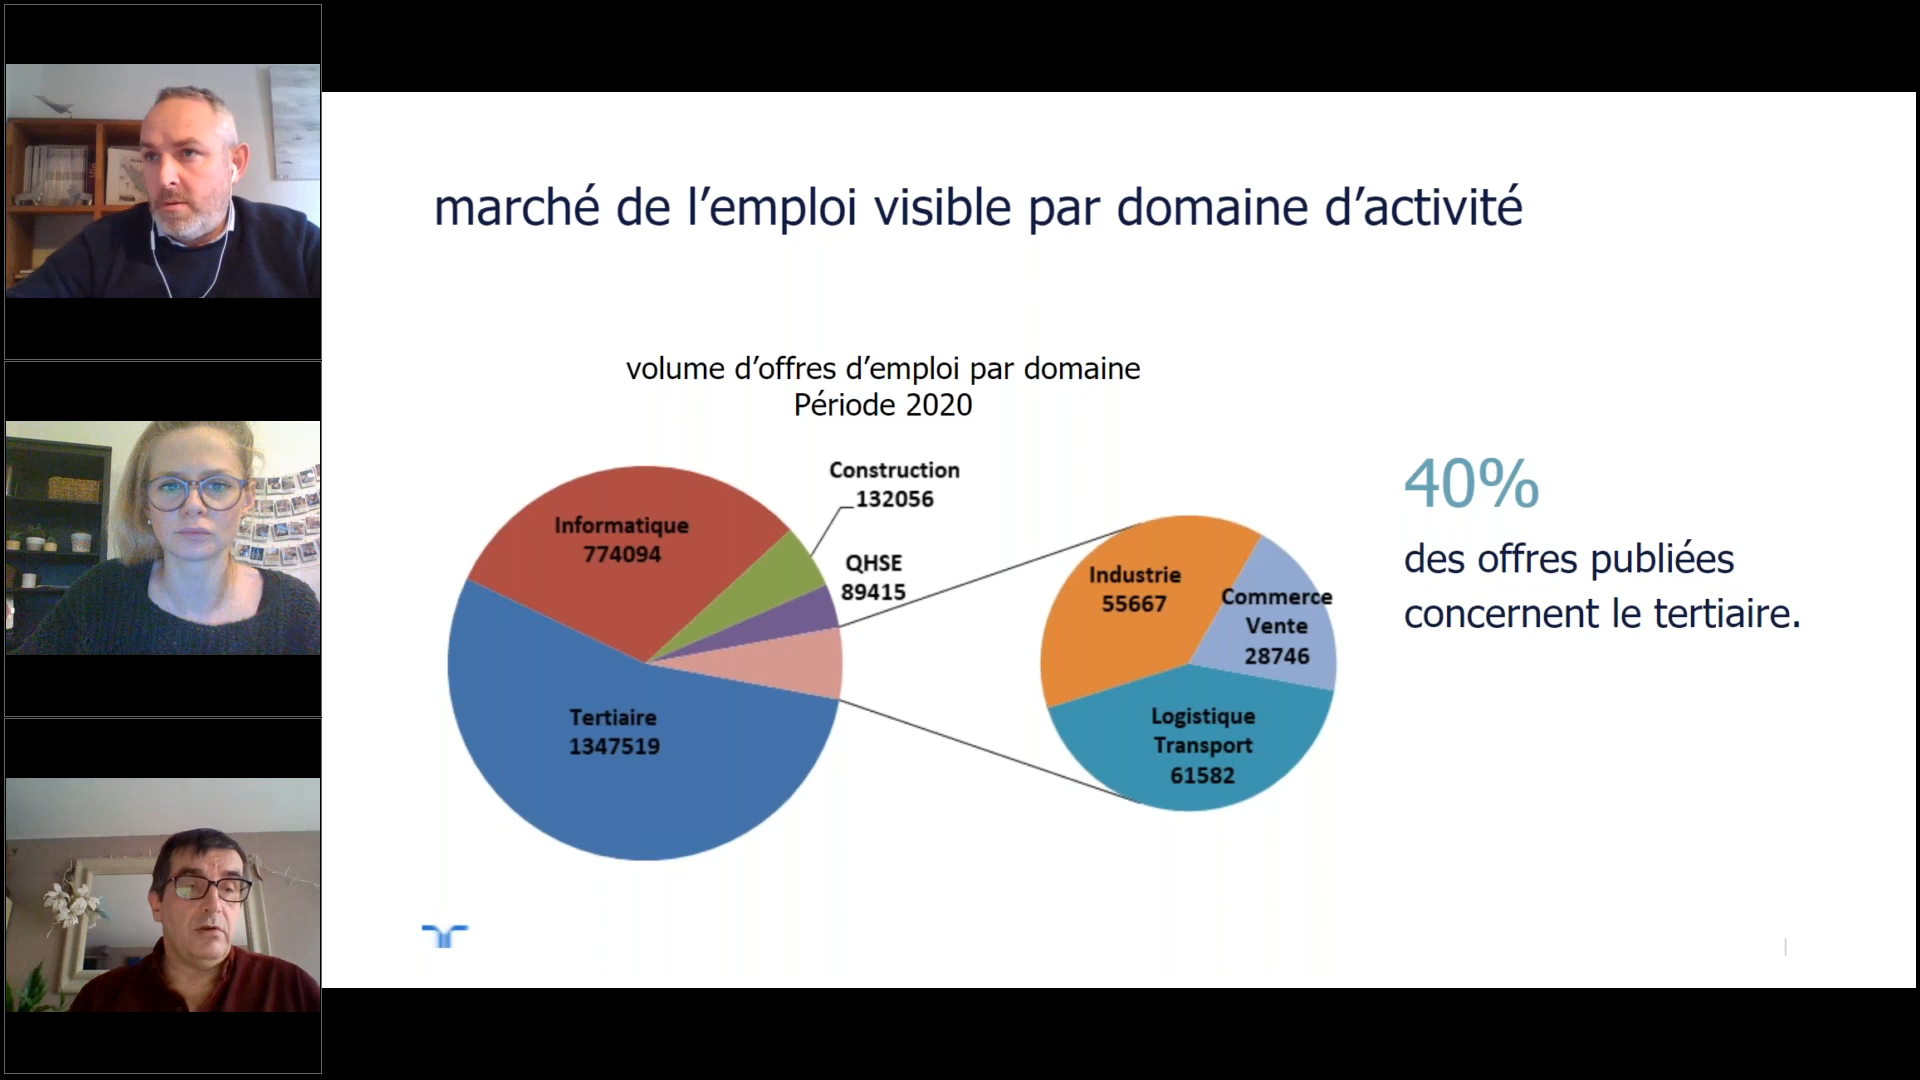 marché de l’emploi visible par domaine d’activité
volume d’offres d’emploi par domaine
Période 2020
Construction
132056
Informatique
774094
QHSE
89415
Tertiaire
1347519
Industrie
55667
Commerce
Vente
28746
Logistique
Transport
61582
40%
des offres publiées
concernent le tertiaire.